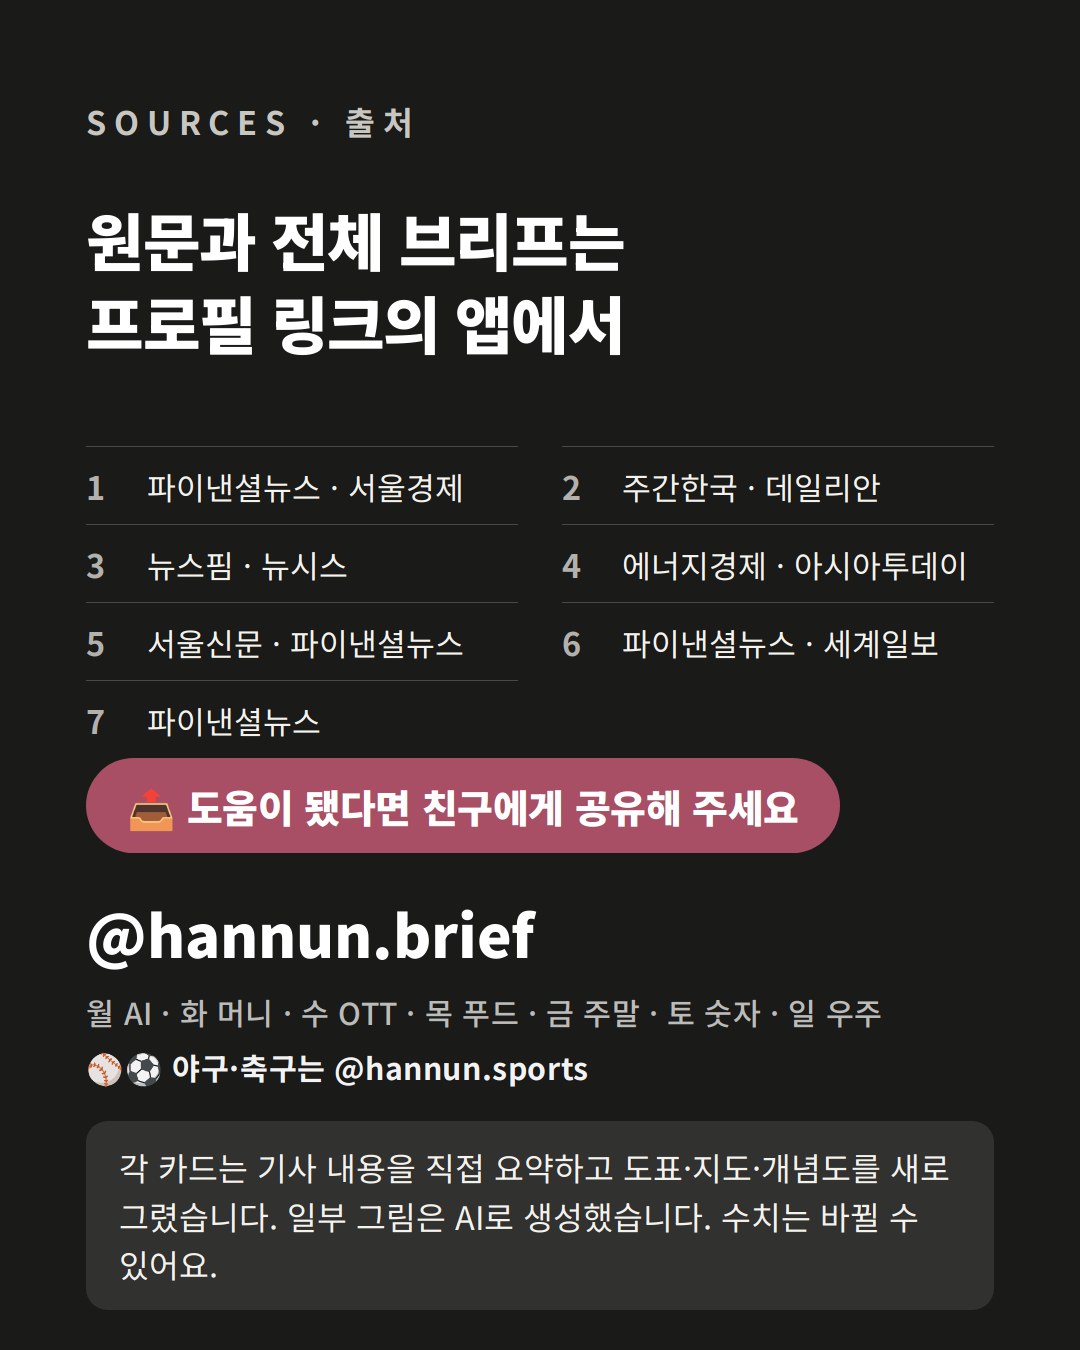 SOURCES · 출처
원문과 전체 브리프는
프로필 링크의 앱에서
1 파이낸셜뉴스 · 서울경제
2 주간한국 · 데일리안
3 뉴스핌 · 뉴시스
4 에너지경제 · 아시아투데이
5 서울신문 · 파이낸셜뉴스
6 파이낸셜뉴스 · 세계일보
7 파이낸셜뉴스
📤 도움이 됐다면 친구에게 공유해 주세요
@hannun.brief
월 AI · 화 머니 · 수 OTT · 목 푸드 · 금 주말 · 토 숫자 · 일 우주
⚾⚽ 야구·축구는 @hannun.sports
각 카드는 기사 내용을 직접 요약하고 도표·지도·개념도를 새로
그렸습니다. 일부 그림은 AI로 생성했습니다. 수치는 바뀔 수
있어요.